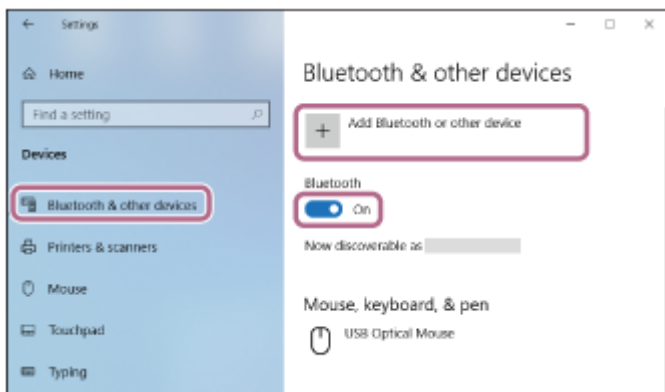 Settings
Home
Find a setting
Devices
Bluetooth & other devices
Printers & scanners
Mouse
Touchpad
Typing
Bluetooth & other devices
Add Bluetooth or other device
Bluetooth
On
Now discoverable as
Mouse, keyboard, & pen
USB Optical Mouse